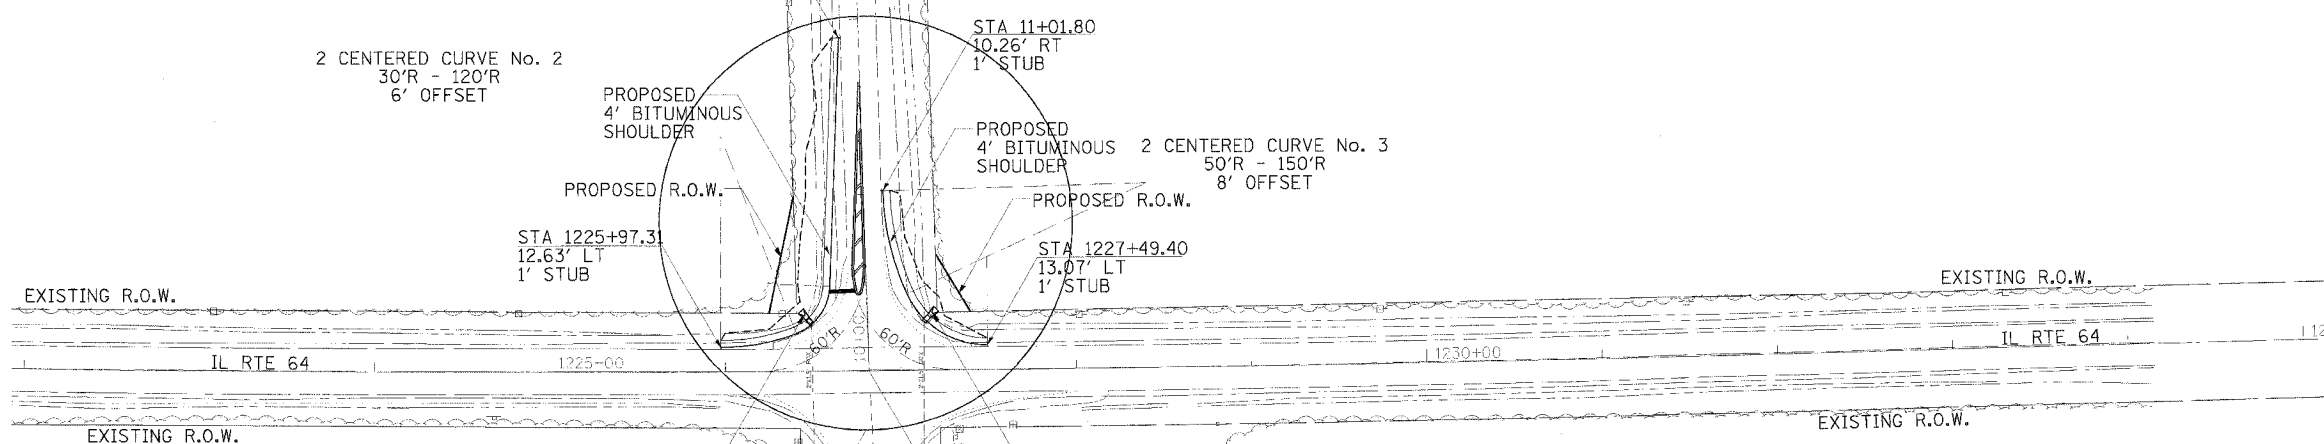 STA 11+01.80
10.26' RT
1' STUB
2 CENTERED CURVE No. 2
30'R - 120'R
6' OFFSET
PROPOSED
4' BITUMINOUS
SHOULDER
PROPOSED
4' BITUMINOUS
SHOULDER
2 CENTERED CURVE No. 3
50'R - 150'R
8' OFFSET
PROPOSED R.O.W.
PROPOSED R.O.W.
STA 1225+97.31
12.63' LT
1' STUB
STA 1227+49.40
13.07' LT
1' STUB
EXISTING R.O.W.
EXISTING R.O.W.
60'R
60'R
IL RTE 64
1225+00
1230+00
IL RTE 64
EXISTING R.O.W.
EXISTING R.O.W.